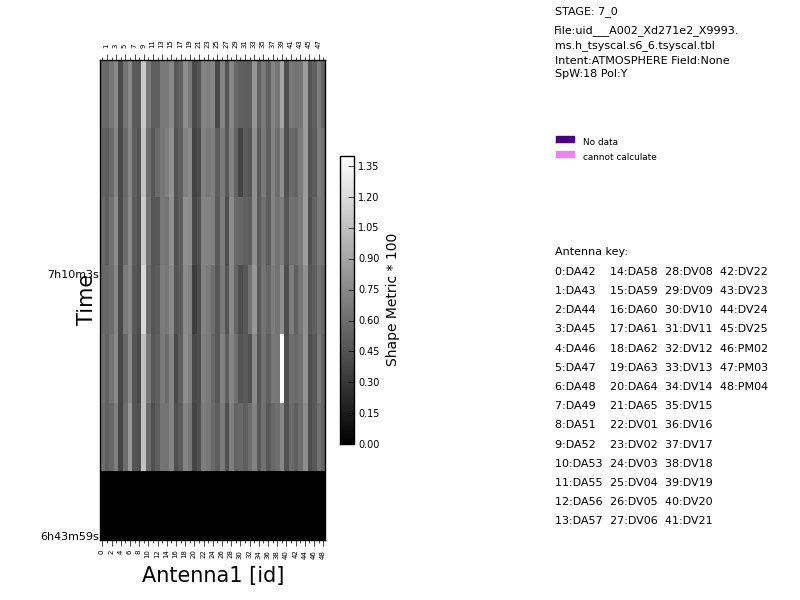 STAGE: 7_0
File:uid___A002_Xd271e2_X9993.
ms.h_tsyscal.s6_6.tsyscal.tbl
Intent:ATMOSPHERE Field:None
SpW:18 Pol:Y
1 3 5 7 9 11 13 15 17 19 21 23 25 27 29 31 33 35 37 39 41 43 45 47
No data
cannot calculate
1.35
1.20
1.05
0.90
0.75
0.60
0.45
0.30
0.15
0.00
Shape Metric * 100
7h10m3s
Time
6h43m59s
0 2 4 6 8 10 12 14 16 18 20 22 24 26 28 30 32 34 36 38 40 42 44 46 48
Antenna1 [id]
Antenna key:
0:DA42 14:DA58 28:DV08 42:DV22
1:DA43 15:DA59 29:DV09 43:DV23
2:DA44 16:DA60 30:DV10 44:DV24
3:DA45 17:DA61 31:DV11 45:DV25
4:DA46 18:DA62 32:DV12 46:PM02
5:DA47 19:DA63 33:DV13 47:PM03
6:DA48 20:DA64 34:DV14 48:PM04
7:DA49 21:DA65 35:DV15
8:DA51 22:DV01 36:DV16
9:DA52 23:DV02 37:DV17
10:DA53 24:DV03 38:DV18
11:DA55 25:DV04 39:DV19
12:DA56 26:DV05 40:DV20
13:DA57 27:DV06 41:DV21